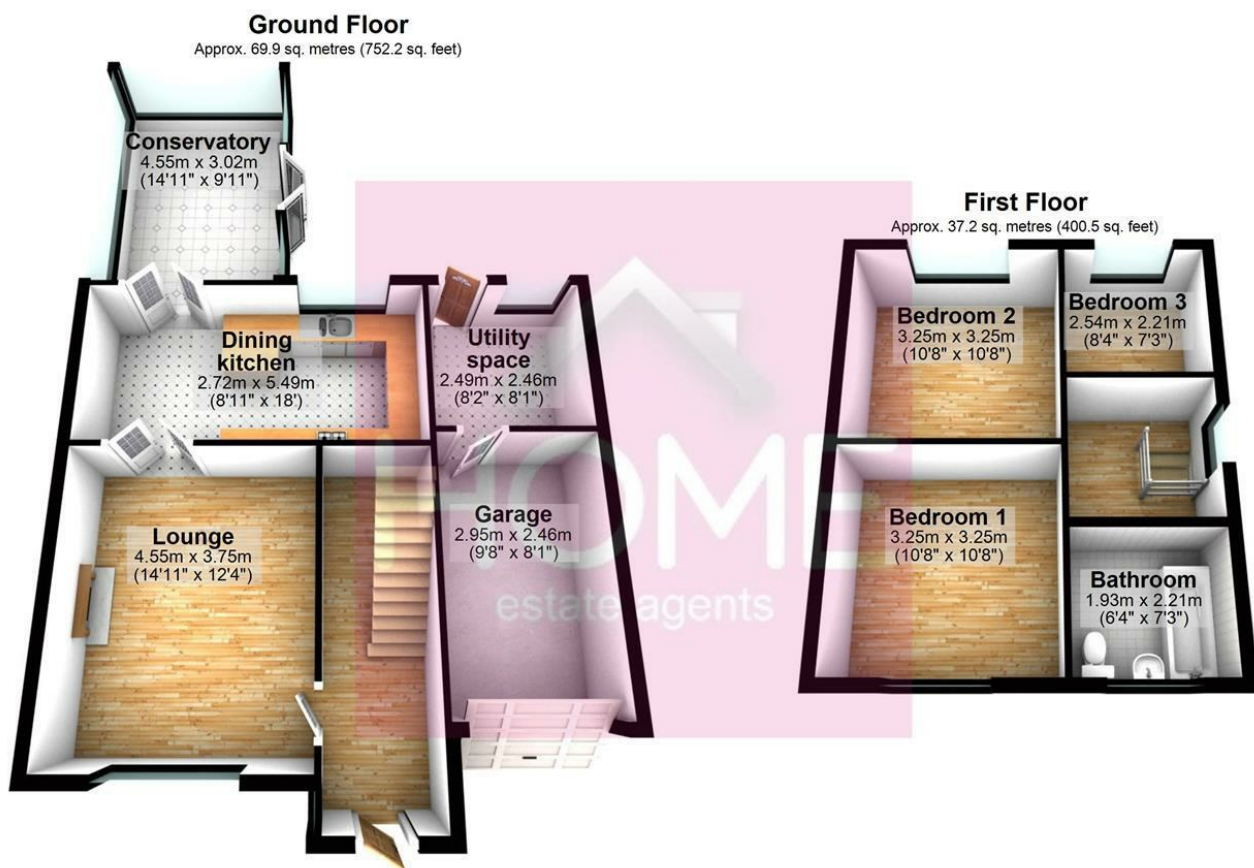 Ground Floor
Approx. 69.9 sq. metres (752.2 sq. feet)
Conservatory
4.55m x 3.02m
(14'11" x 9'11")
Dining
kitchen
2.72m x 5.49m
(8'11" x 18')
Utility
space
2.49m x 2.46m
(8'2" x 8'1")
Lounge
4.55m x 3.75m
(14'11" x 12'4")
Garage
2.95m x 2.46m
(9'8" x 8'1")
HOME
estate agents
First Floor
Approx. 37.2 sq. metres (400.5 sq. feet)
Bedroom 2
3.25m x 3.25m
(10'8" x 10'8")
Bedroom 3
2.54m x 2.21m
(8'4" x 7'3")
Bedroom 1
3.25m x 3.25m
(10'8" x 10'8")
Bathroom
1.93m x 2.21m
(6'4" x 7'3")